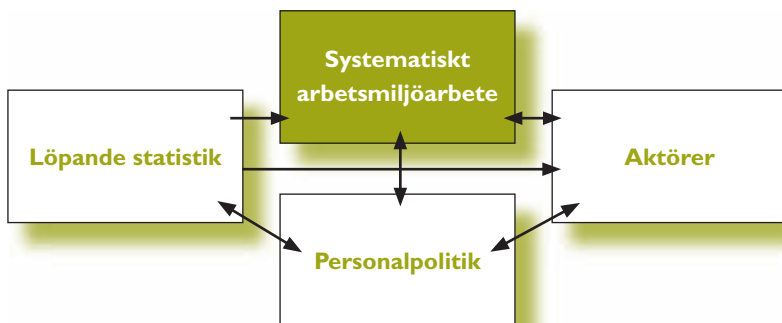 Systematiskt
arbetsmiljöarbete
Löpande statistik
Aktörer
Personalpolitik